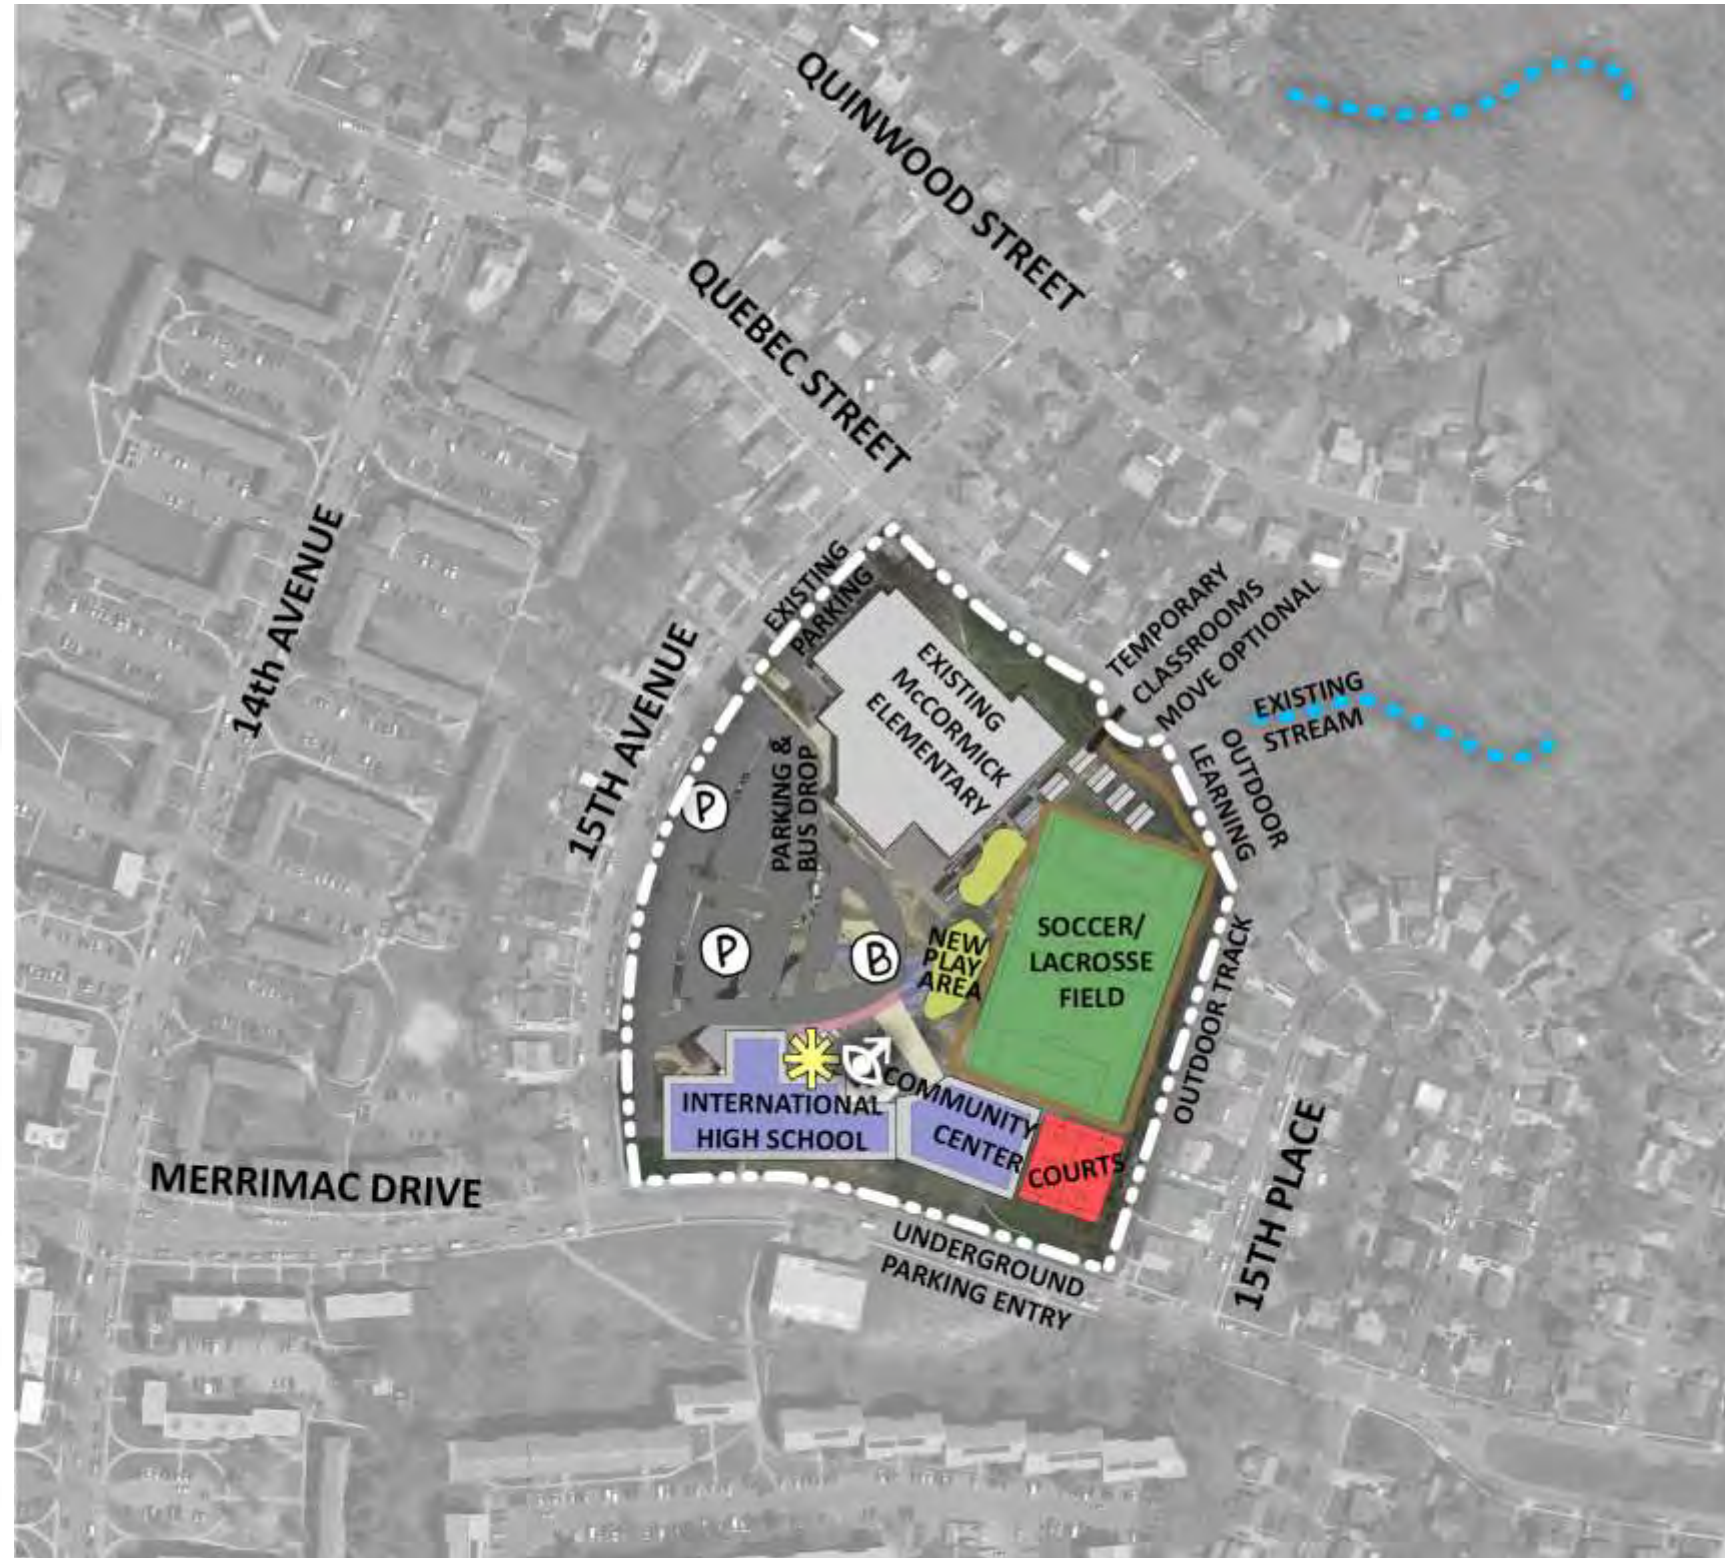 QUINWOOD STREET
QUEBEC STREET
14th AVENUE
15TH AVENUE
EXISTING
PARKING
TEMPORARY
CLASSROOMS
MOVE OPTIONAL
EXISTING
McCORMICK
ELEMENTARY
EXISTING
STREAM
OUTDOOR
LEARNING
PARKING &
BUS DROP
P
P
B
NEW
PLAY
AREA
SOCCER/
LACROSSE
FIELD
OUTDOOR TRACK
INTERNATIONAL
HIGH SCHOOL
COMMUNITY
CENTER
COURTS
MERRIMAC DRIVE
UNDERGROUND
PARKING ENTRY
15TH PLACE